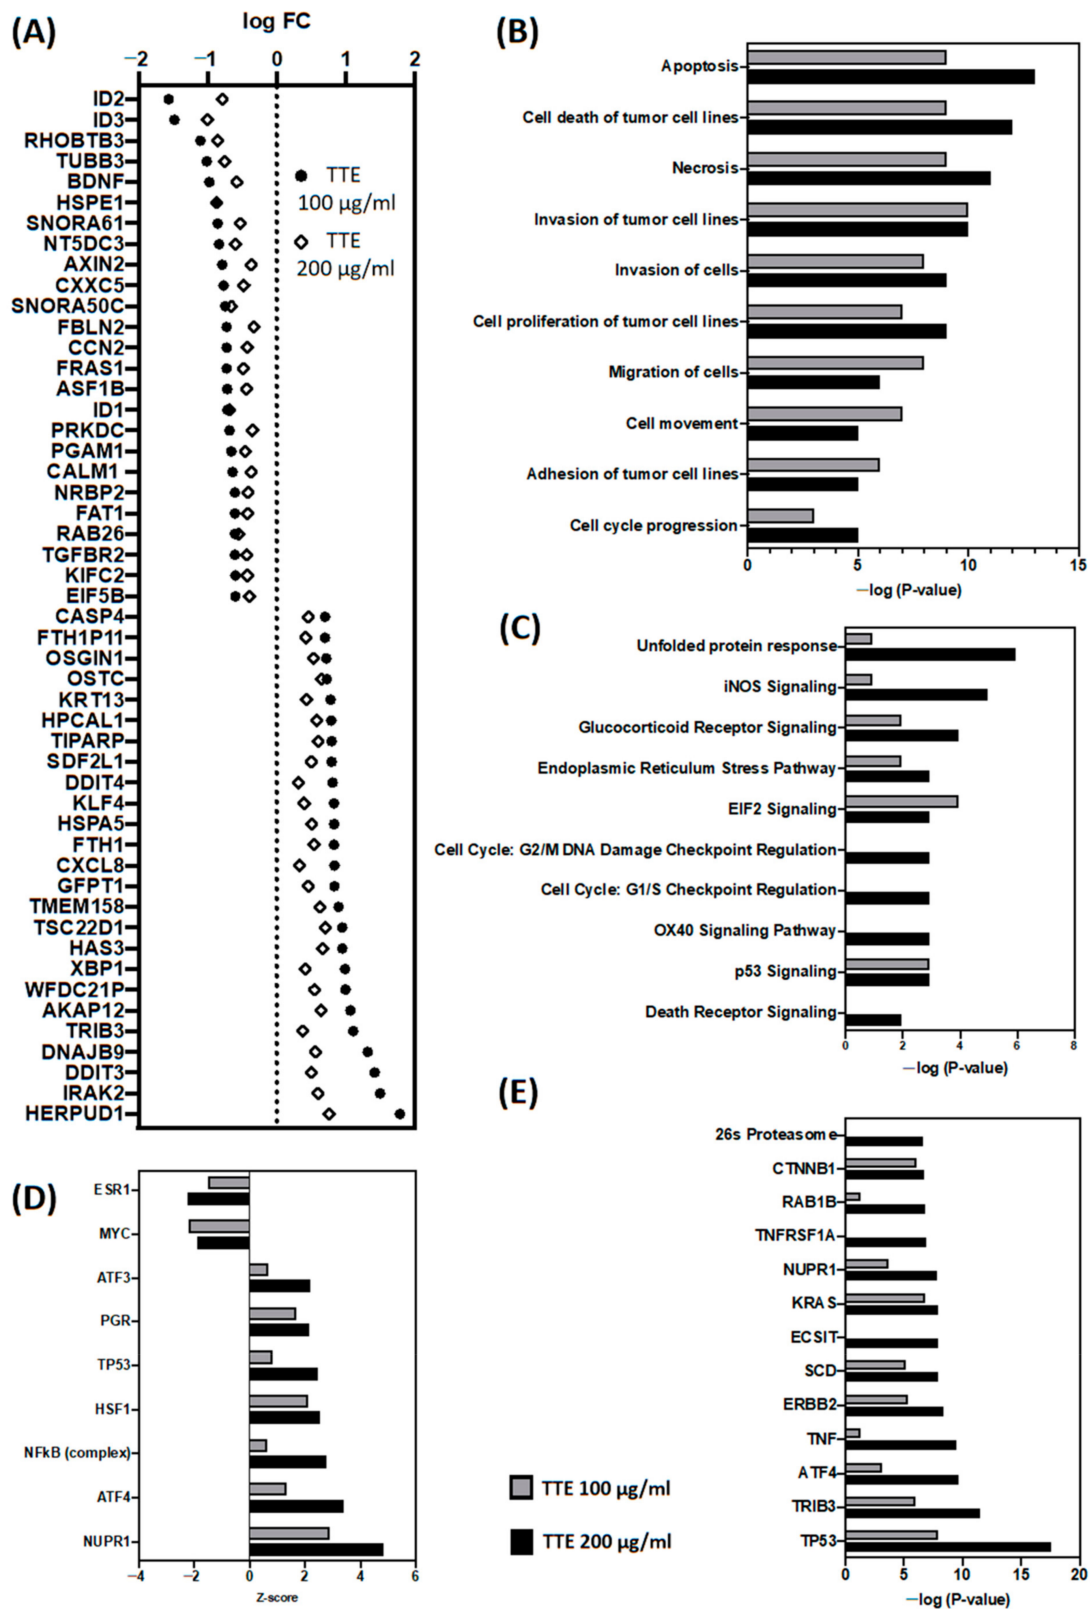 (A)
log FC
−2 −1 0 1 2
ID2
ID3
RHOBTB3
TUBB3
BDNF
HSPE1
SNORA61
NT5DC3
AXIN2
CXXC5
SNORA50C
FBLN2
CCN2
FRAS1
ASF1B
ID1
PRKDC
PGAM1
CALM1
NRBP2
FAT1
RAB26
TGFBR2
KIFC2
EIF5B
CASP4
FTH1P11
OSGIN1
OSTC
KRT13
HPCAL1
TIPARP
SDF2L1
DDIT4
KLF4
HSPA5
FTH1
CXCL8
GFPT1
TMEM158
TSC22D1
HAS3
XBP1
WFDC21P
AKAP12
TRIB3
DNAJB9
DDIT3
IRAK2
HERPUD1
TTE
100 µg/ml
TTE
200 µg/ml
(B)
Apoptosis
Cell death of tumor cell lines
Necrosis
Invasion of tumor cell lines
Invasion of cells
Cell proliferation of tumor cell lines
Migration of cells
Cell movement
Adhesion of tumor cell lines
Cell cycle progression
0 5 10 15
−log (P-value)
(C)
Unfolded protein response
iNOS Signaling
Glucocorticoid Receptor Signaling
Endoplasmic Reticulum Stress Pathway
EIF2 Signaling
Cell Cycle: G2/M DNA Damage Checkpoint Regulation
Cell Cycle: G1/S Checkpoint Regulation
OX40 Signaling Pathway
p53 Signaling
Death Receptor Signaling
0 2 4 6 8
−log (P-value)
(D)
ESR1
MYC
ATF3
PGR
TP53
HSF1
NFkB (complex)
ATF4
NUPR1
−4 −2 0 2 4 6
Z-score
(E)
26s Proteasome
CTNNB1
RAB1B
TNFRSF1A
NUPR1
KRAS
ECSIT
SCD
ERBB2
TNF
ATF4
TRIB3
TP53
0 5 10 15 20
−log (P-value)
TTE 100 µg/ml
TTE 200 µg/ml